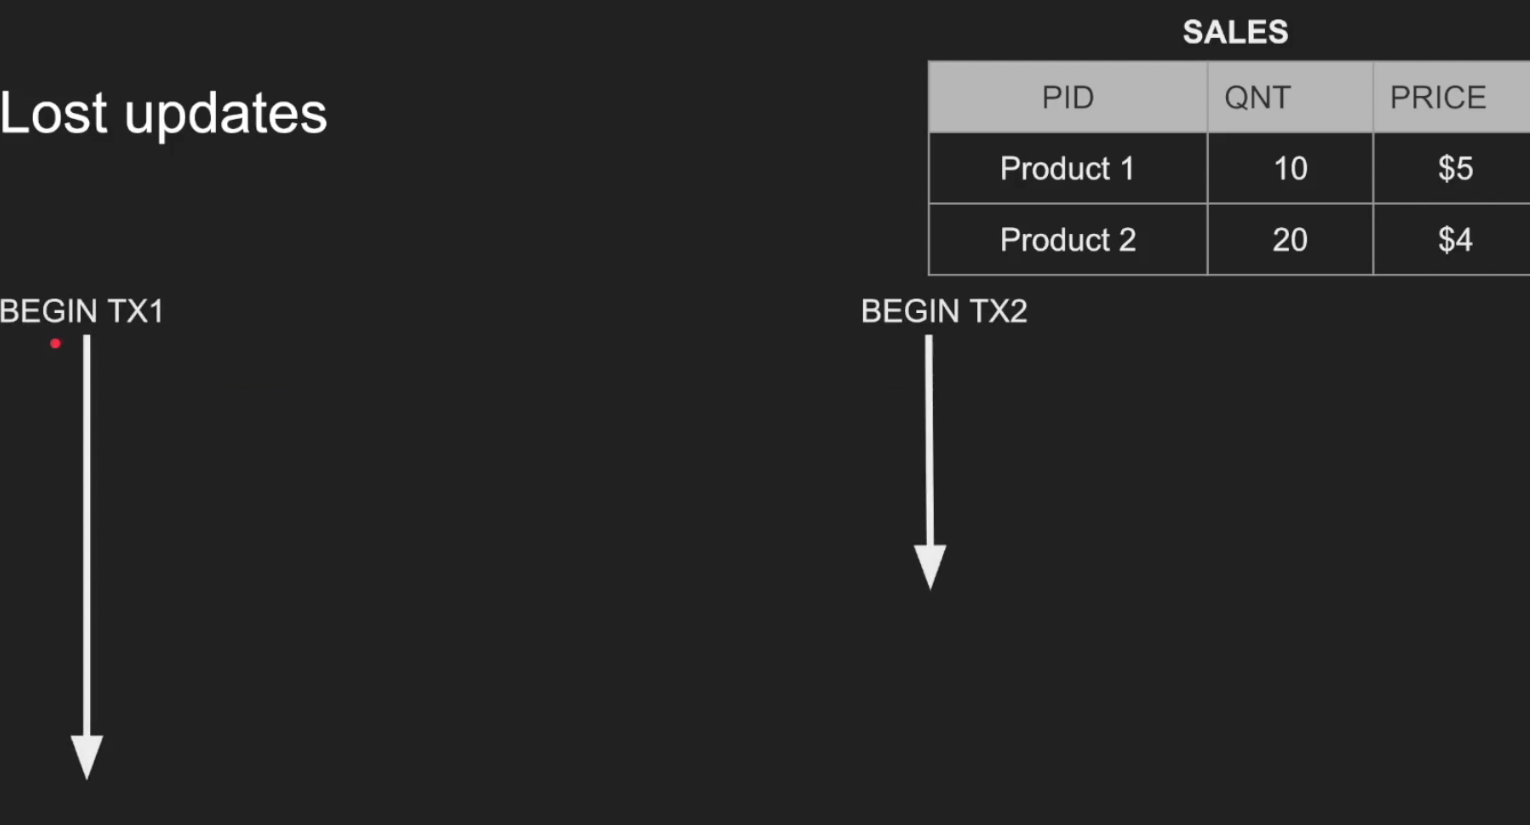 SALES
Lost updates
PID QNT PRICE
Product 1 10 $5
Product 2 20 $4
BEGIN TX1 BEGIN TX2